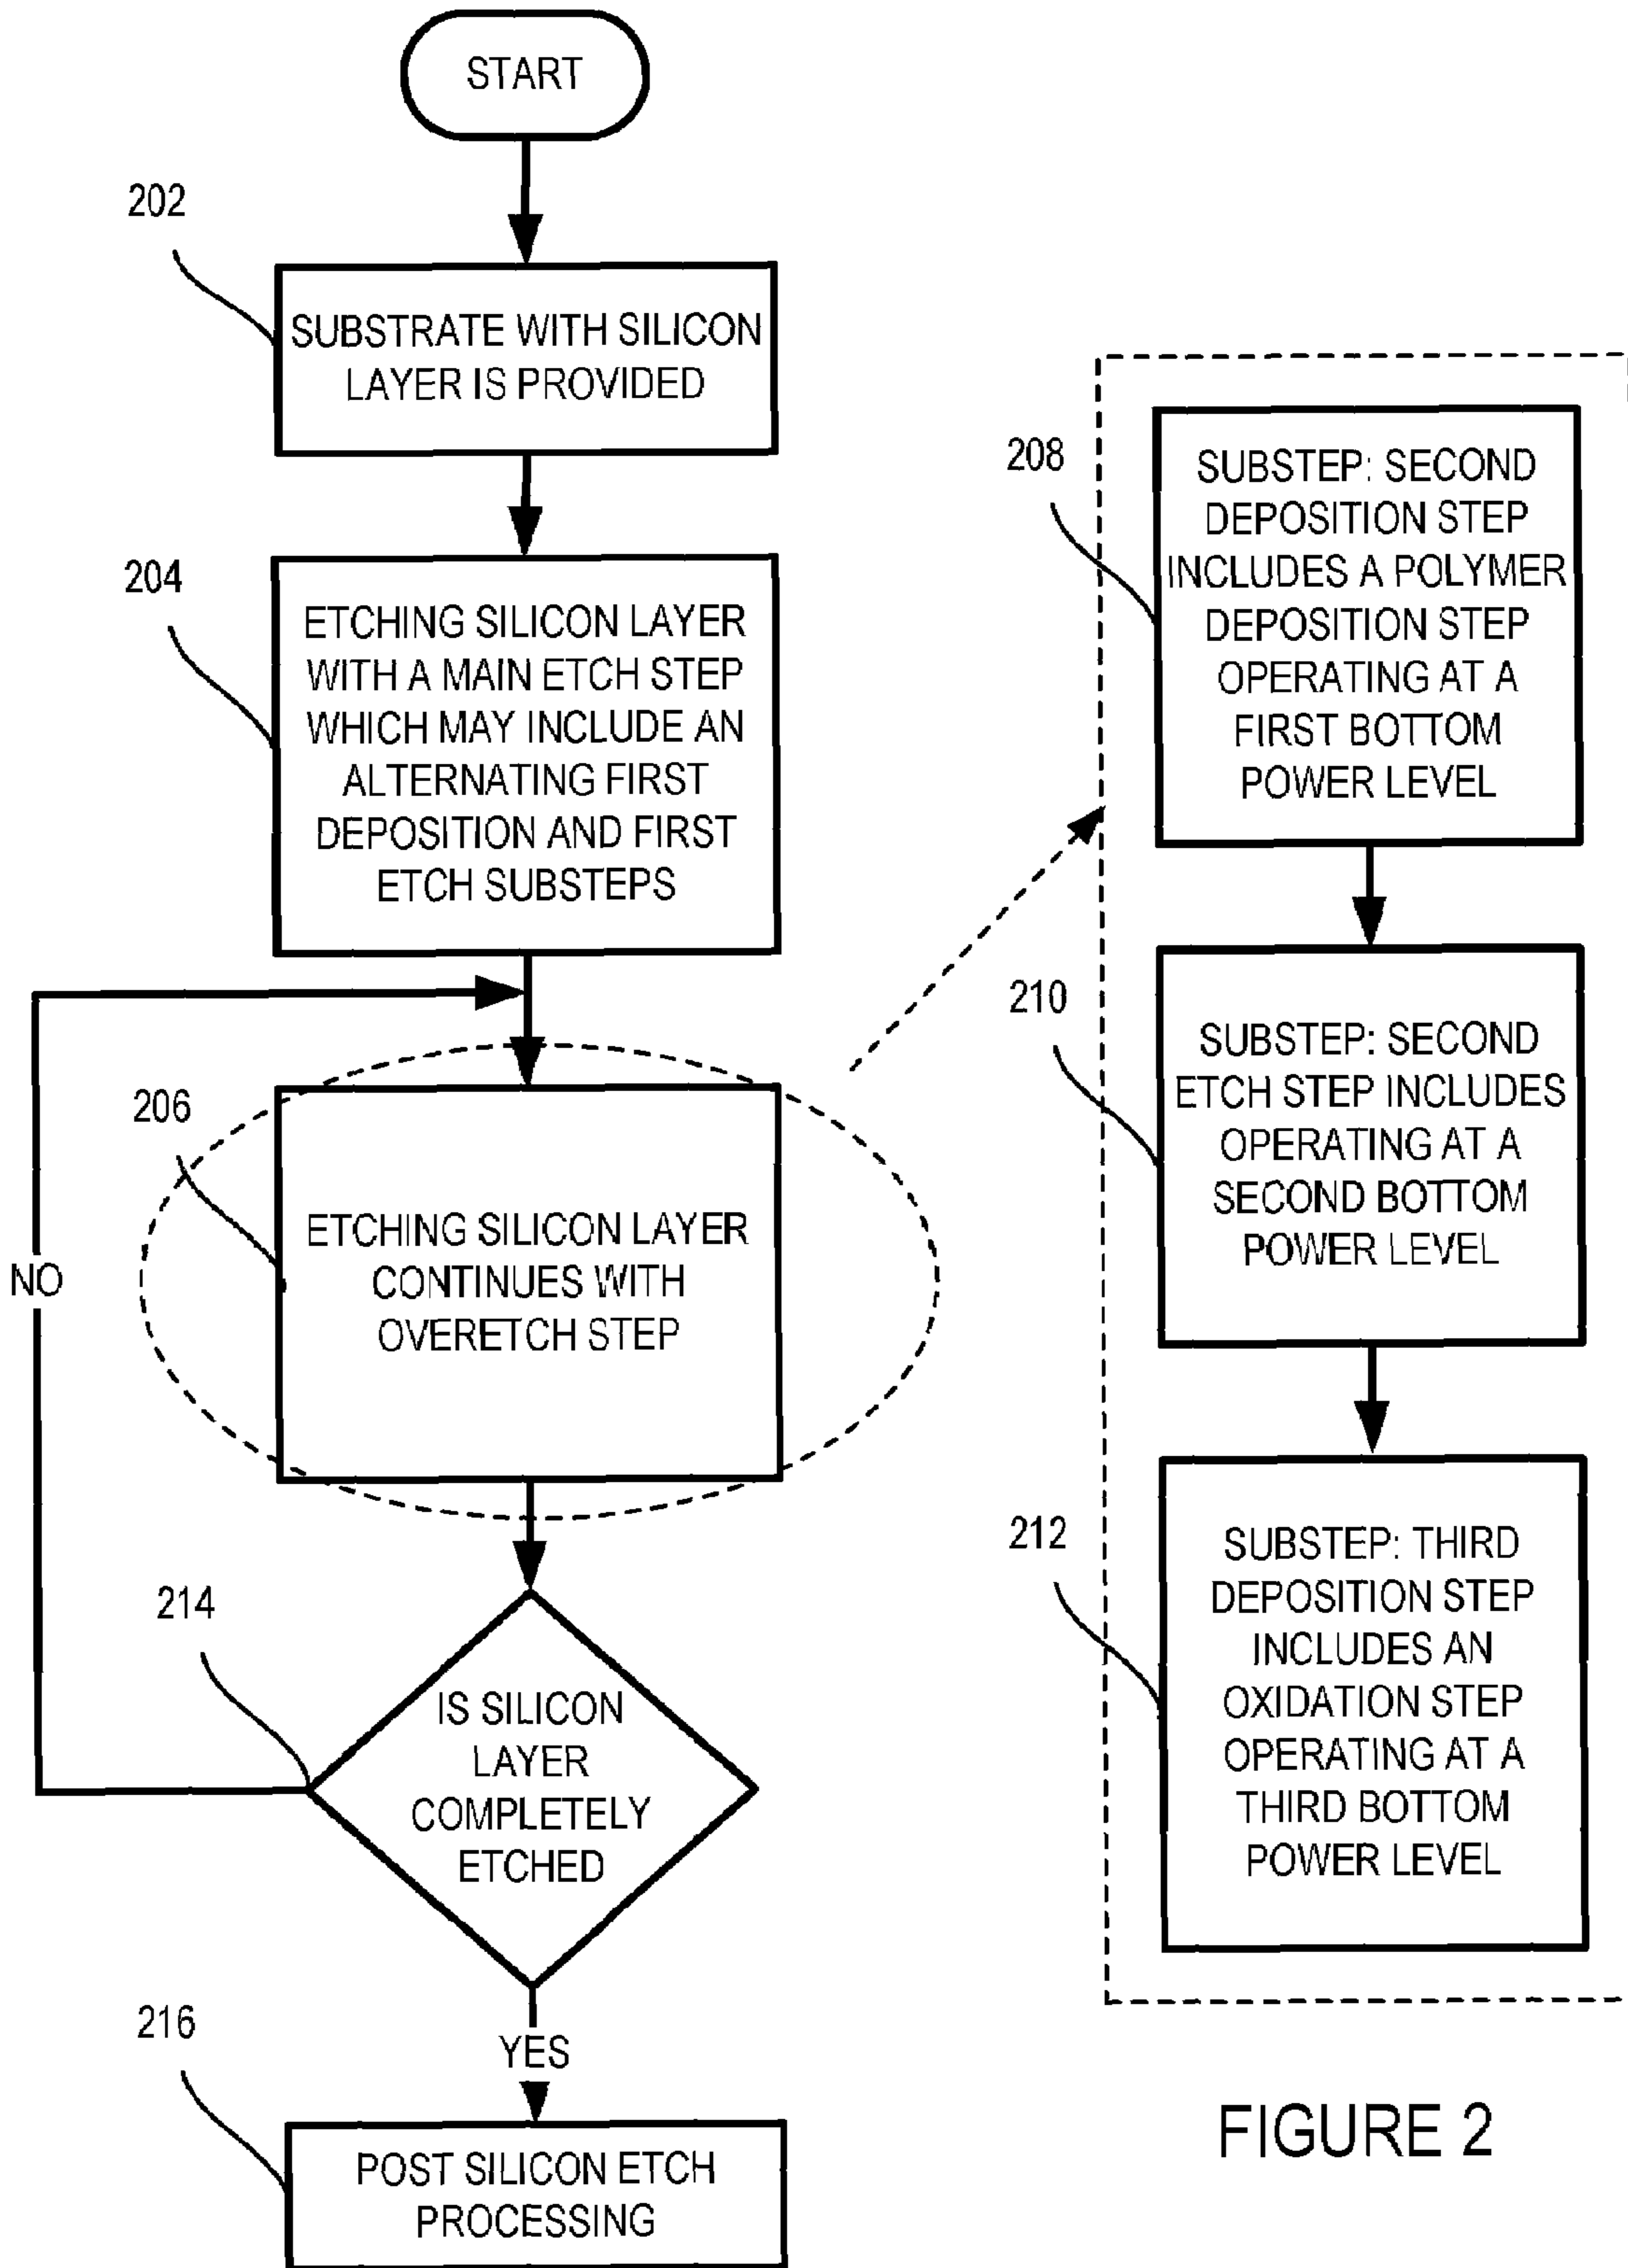 START
202
SUBSTRATE WITH SILICON
LAYER IS PROVIDED
204
ETCHING SILICON LAYER
WITH A MAIN ETCH STEP
WHICH MAY INCLUDE AN
ALTERNATING FIRST
DEPOSITION AND FIRST
ETCH SUBSTEPS
206
ETCHING SILICON LAYER
CONTINUES WITH
OVERETCH STEP
NO
214
IS SILICON
LAYER
COMPLETELY
ETCHED
YES
216
POST SILICON ETCH
PROCESSING
208
SUBSTEP: SECOND
DEPOSITION STEP
INCLUDES A POLYMER
DEPOSITION STEP
OPERATING AT A
FIRST BOTTOM
POWER LEVEL
210
SUBSTEP: SECOND
ETCH STEP INCLUDES
OPERATING AT A
SECOND BOTTOM
POWER LEVEL
212
SUBSTEP: THIRD
DEPOSITION STEP
INCLUDES AN
OXIDATION STEP
OPERATING AT A
THIRD BOTTOM
POWER LEVEL
FIGURE 2